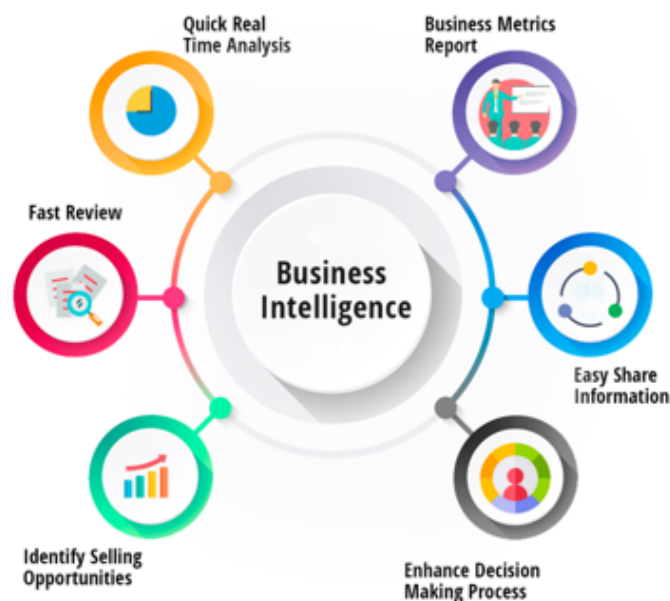 Quick Real
Time Analysis
Business Metrics
Report
Fast Review
Business
Intelligence
Easy Share
Information
Identify Selling
Opportunities
Enhance Decision
Making Process